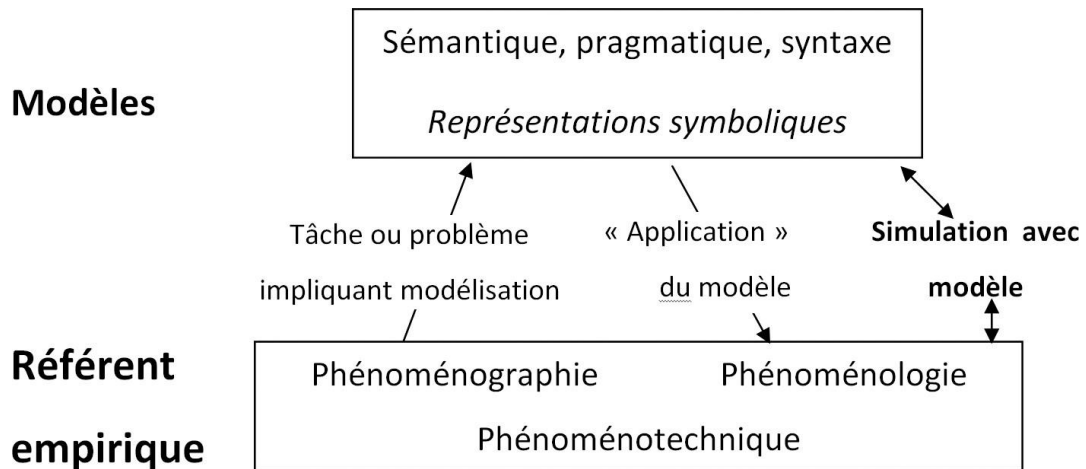 Sémantique, pragmatique, syntaxe
Modèles
Représentations symboliques
Tâche ou problème
impliquant modélisation
« Application »
du modèle
Simulation avec
modèle
Référent
empirique
Phénoménographie
Phénoménologie
Phénoménotechnique